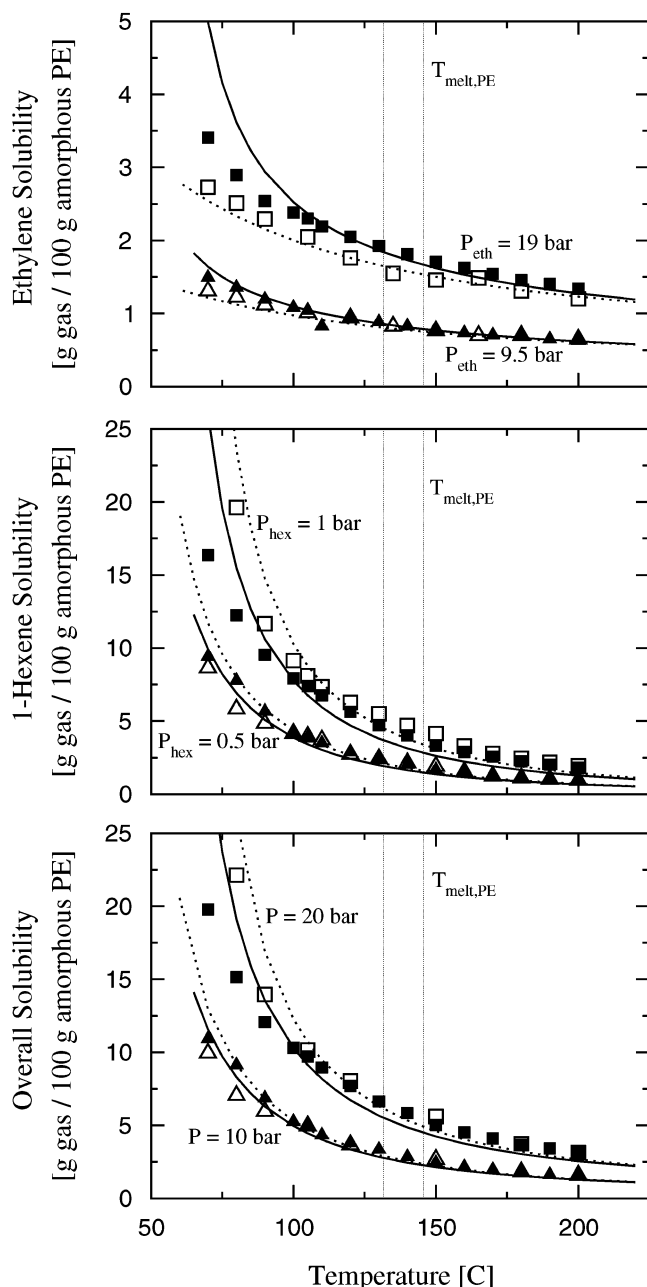 Ethylene Solubility
[g gas / 100 g amorphous PE]
5
4
3
2
1
0
T_melt,PE
P_eth = 19 bar
P_eth = 9.5 bar
1-Hexene Solubility
[g gas / 100 g amorphous PE]
25
20
15
10
5
0
T_melt,PE
P_hex = 1 bar
P_hex = 0.5 bar
Overall Solubility
[g gas / 100 g amorphous PE]
25
20
15
10
5
0
T_melt,PE
P = 20 bar
P = 10 bar
50 100 150 200
Temperature [C]